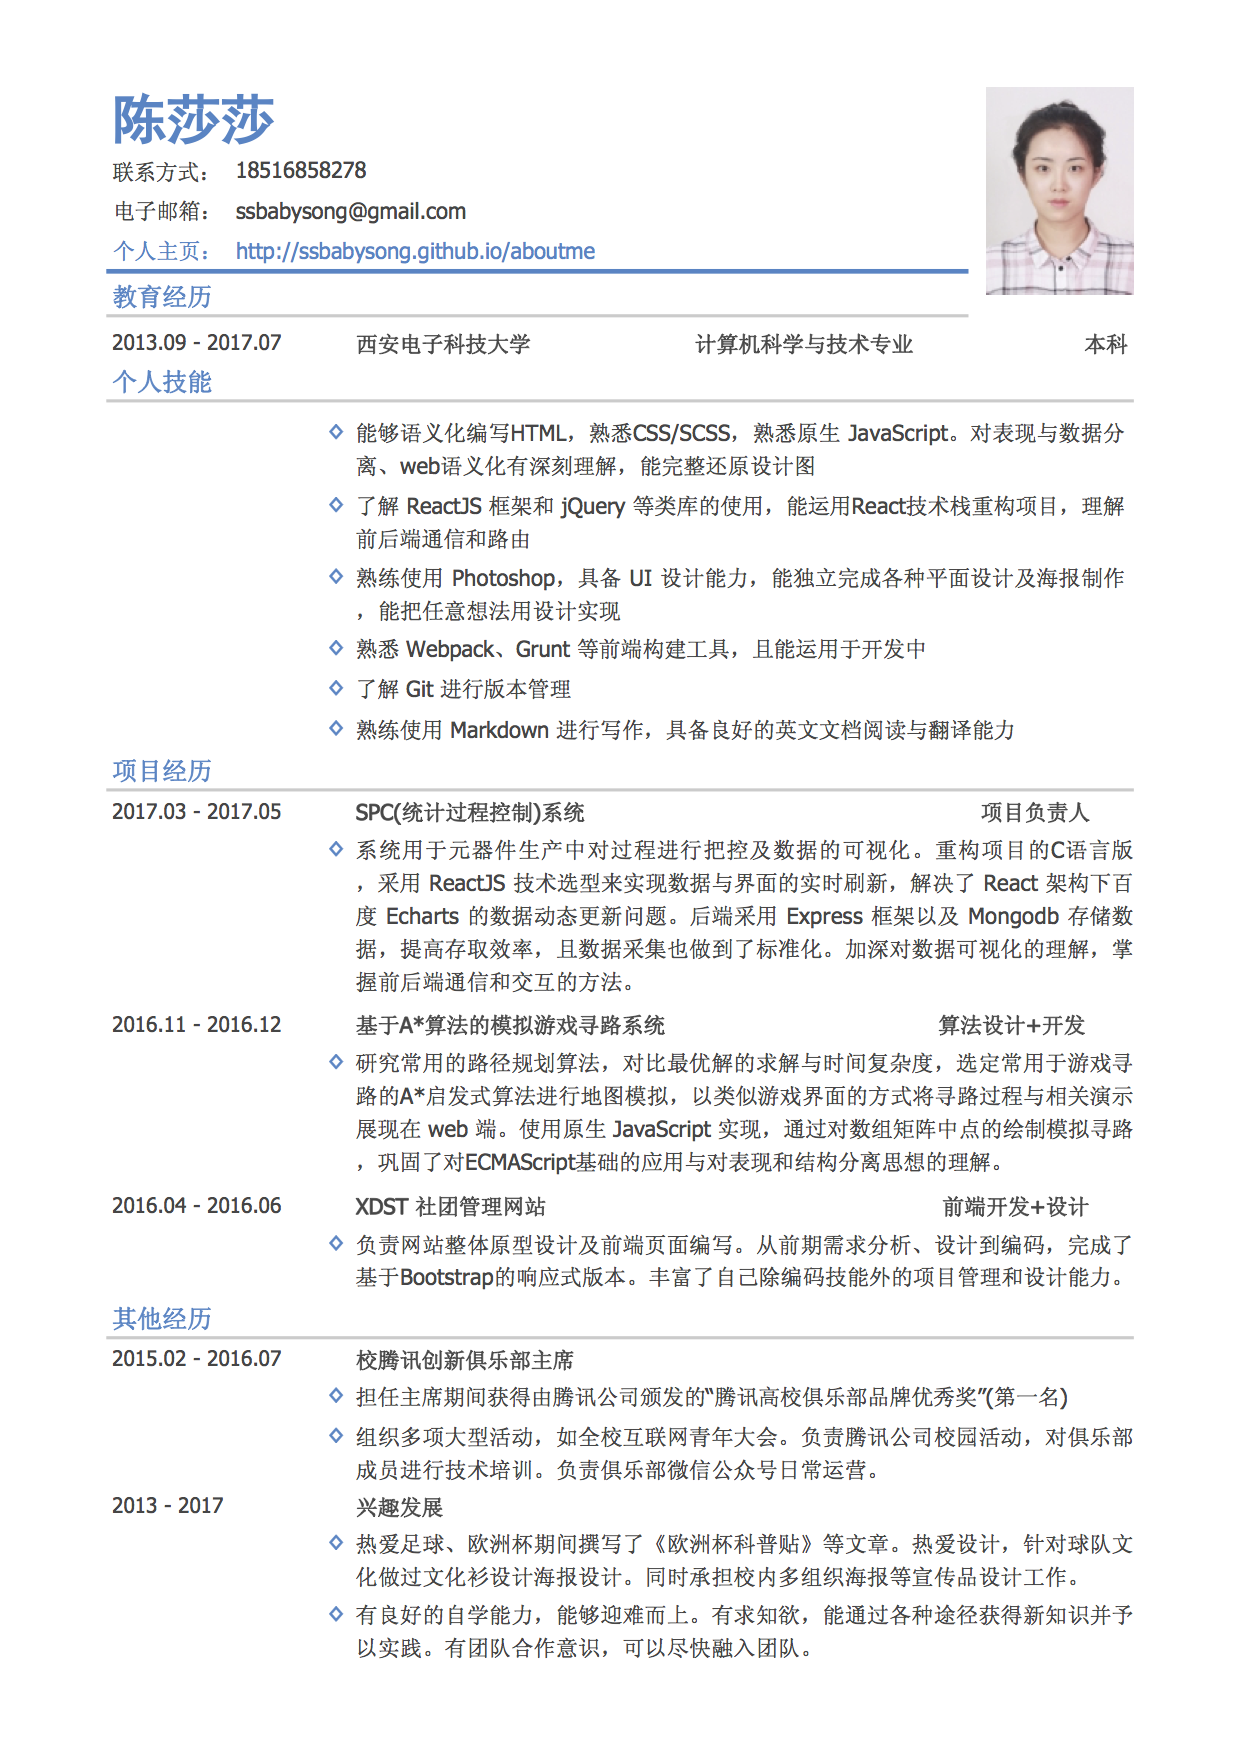 陈莎莎
联系方式： 18516858278
电子邮箱： ssbabysong@gmail.com
个人主页： http://ssbabysong.github.io/aboutme
教育经历
2013.09 - 2017.07 西安电子科技大学 计算机科学与技术专业 本科
个人技能
能够语义化编写HTML，熟悉CSS/SCSS，熟悉原生 JavaScript。对表现与数据分
离、web语义化有深刻理解，能完整还原设计图
了解 ReactJS 框架和 jQuery 等类库的使用，能运用React技术栈重构项目，理解
前后端通信和路由
熟练使用 Photoshop，具备 UI 设计能力，能独立完成各种平面设计及海报制作
，能把任意想法用设计实现
熟悉 Webpack、Grunt 等前端构建工具，且能运用于开发中
了解 Git 进行版本管理
熟练使用 Markdown 进行写作，具备良好的英文文档阅读与翻译能力
项目经历
2017.03 - 2017.05 SPC(统计过程控制)系统 项目负责人
系统用于元器件生产中对过程进行把控及数据的可视化。重构项目的C语言版
，采用 ReactJS 技术选型来实现数据与界面的实时刷新，解决了 React 架构下百
度 Echarts 的数据动态更新问题。后端采用 Express 框架以及 Mongodb 存储数
据，提高存取效率，且数据采集也做到了标准化。加深对数据可视化的理解，掌
握前后端通信和交互的方法。
2016.11 - 2016.12 基于A*算法的模拟游戏寻路系统 算法设计+开发
研究常用的路径规划算法，对比最优解的求解与时间复杂度，选定常用于游戏寻
路的A*启发式算法进行地图模拟，以类似游戏界面的方式将寻路过程与相关演示
展现在 web 端。使用原生 JavaScript 实现，通过对数组矩阵中点的绘制模拟寻路
，巩固了对ECMAScript基础的应用与对表现和结构分离思想的理解。
2016.04 - 2016.06 XDST 社团管理网站 前端开发+设计
负责网站整体原型设计及前端页面编写。从前期需求分析、设计到编码，完成了
基于Bootstrap的响应式版本。丰富了自己除编码技能外的项目管理和设计能力。
其他经历
2015.02 - 2016.07 校腾讯创新俱乐部主席
担任主席期间获得由腾讯公司颁发的“腾讯高校俱乐部品牌优秀奖”(第一名)
组织多项大型活动，如全校互联网青年大会。负责腾讯公司校园活动，对俱乐部
成员进行技术培训。负责俱乐部微信公众号日常运营。
2013 - 2017 兴趣发展
热爱足球、欧洲杯期间撰写了《欧洲杯科普贴》等文章。热爱设计，针对球队文
化做过文化衫设计海报设计。同时承担校内多组织海报等宣传品设计工作。
有良好的自学能力，能够迎难而上。有求知欲，能通过各种途径获得新知识并予
以实践。有团队合作意识，可以尽快融入团队。